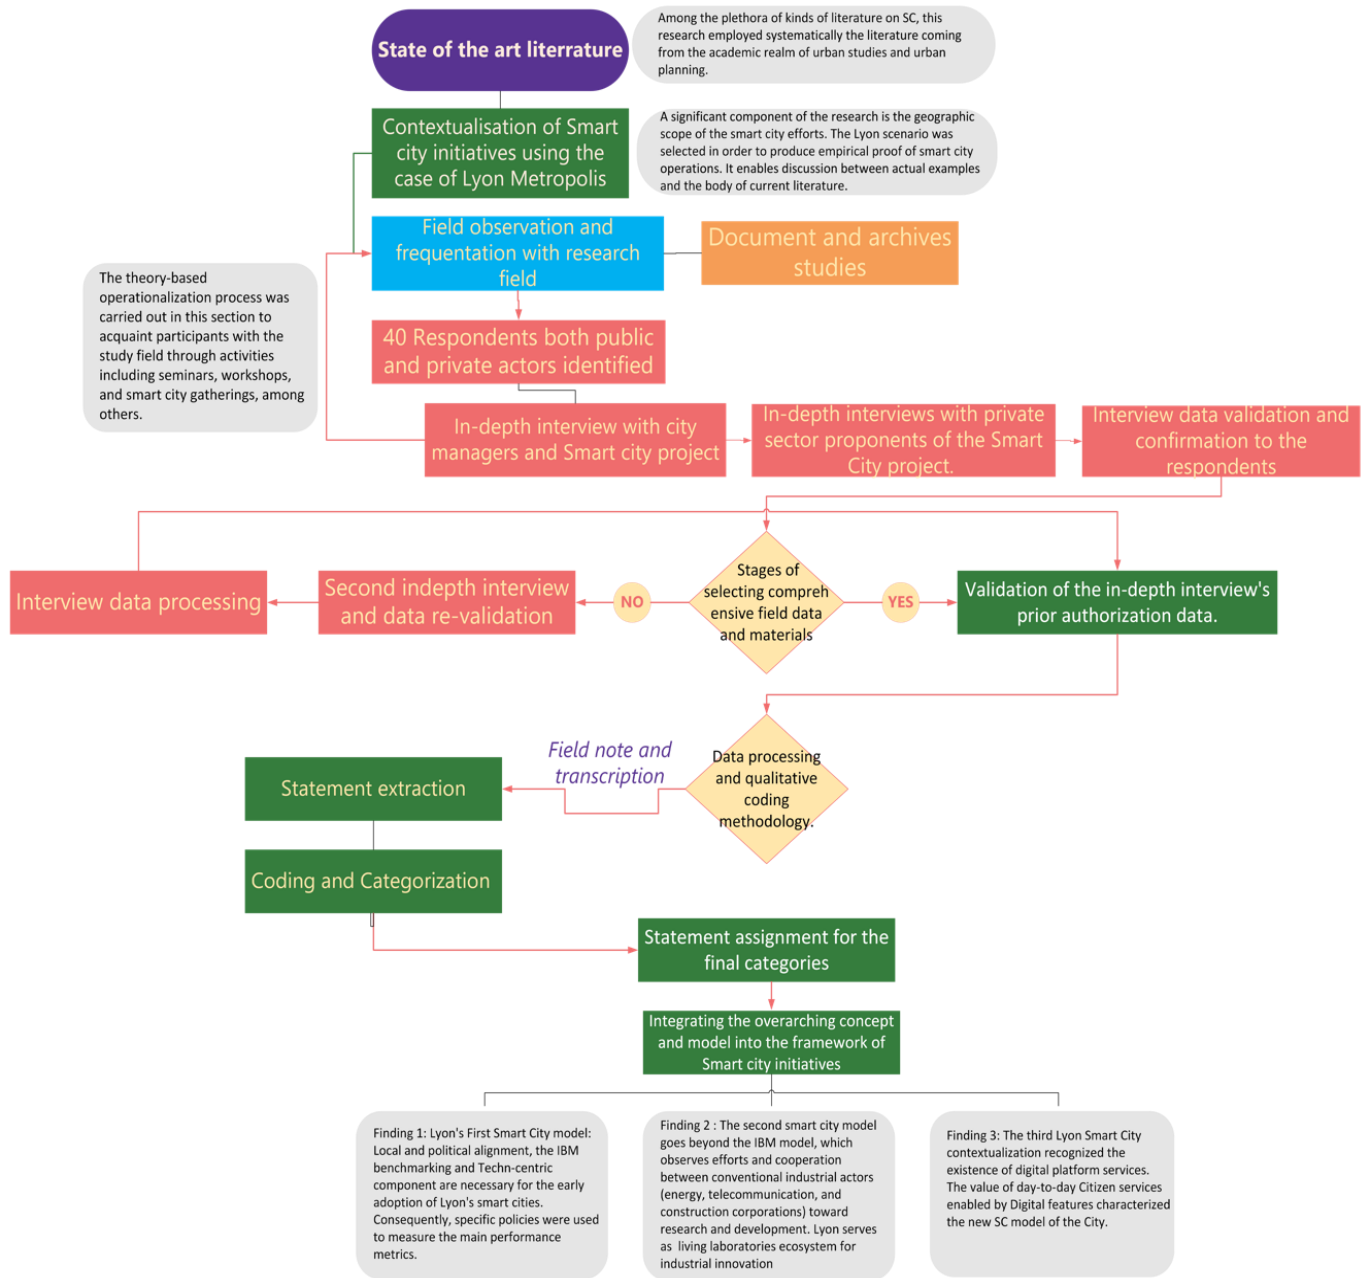 State of the art literrature
Among the plethora of kinds of literature on SC, this
research employed systematically the literature coming
from the academic realm of urban studies and urban
planning.
Contextualisation of Smart
city initiatives using the
case of Lyon Metropolis
A significant component of the research is the geographic
scope of the smart city efforts. The Lyon scenario was
selected in order to produce empirical proof of smart city
operations. It enables discussion between actual examples
and the body of current literature.
Field observation and
frequentation with research
field
Document and archives
studies
The theory-based
operationalization process was
carried out in this section to
acquaint participants with the
study field through activities
including seminars, workshops,
and smart city gatherings, among
others.
40 Respondents both public
and private actors identified
In-depth interview with city
managers and Smart city project
In-depth interviews with private
sector proponents of the Smart
City project.
Interview data validation and
confirmation to the
respondents
Interview data processing
Second indepth interview
and data re-validation
NO
Stages of
selecting compreh
ensive field data
and materials
YES
Validation of the in-depth interview's
prior authorization data.
Field note and
transcription
Data processing
and qualitative
coding
methodology.
Statement extraction
Coding and Categorization
Statement assignment for the
final categories
Integrating the overarching concept
and model into the framework of
Smart city initiatives
Finding 1: Lyon's First Smart City model:
Local and political alignment, the IBM
benchmarking and Techn-centric
component are necessary for the early
adoption of Lyon's smart cities.
Consequently, specific policies were used
to measure the main performance
metrics.
Finding 2 : The second smart city model
goes beyond the IBM model, which
observes efforts and cooperation
between conventional industrial actors
(energy, telecommunication, and
construction corporations) toward
research and development. Lyon serves
as living laboratories ecosystem for
industrial innovation
Finding 3: The third Lyon Smart City
contextualization recognized the
existence of digital platform services.
The value of day-to-day Citizen services
enabled by Digital features characterized
the new SC model of the City.